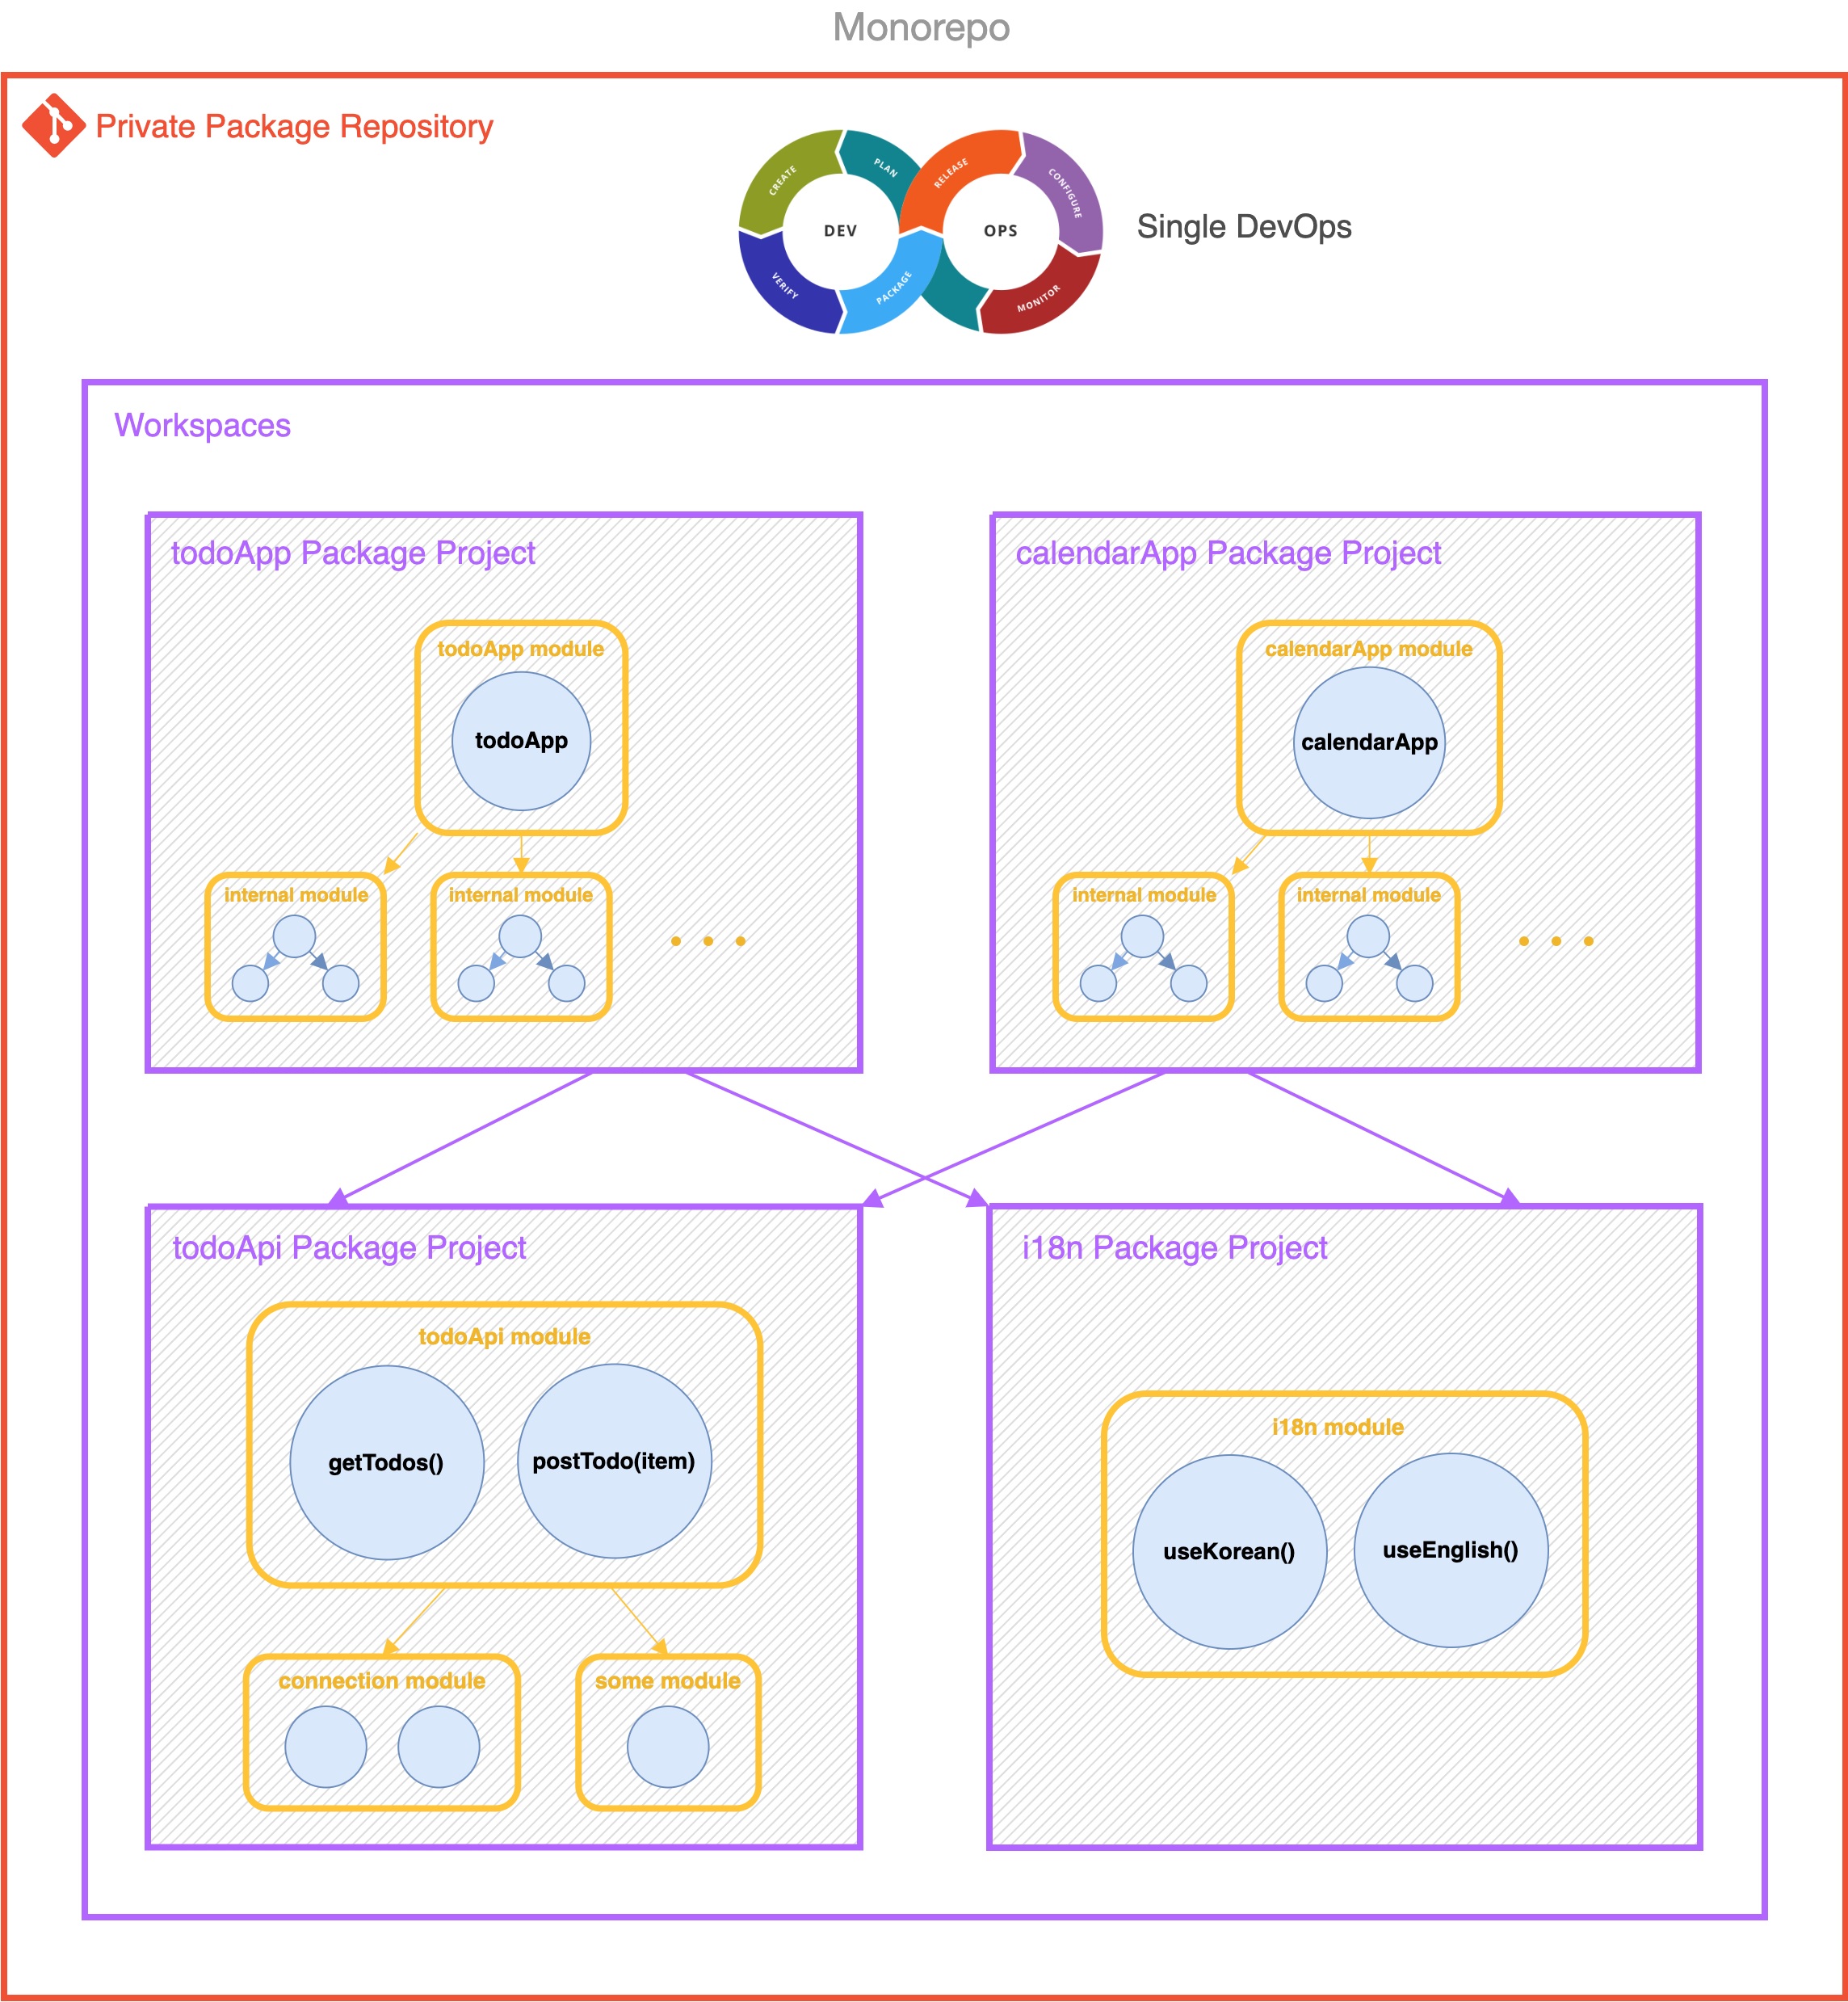 Monorepo
Private Package Repository
CREATE
PLAN
RELEASE
CONFIGURE
DEV
OPS
Single DevOps
VERIFY
PACKAGE
MONITOR
Workspaces
todoApp Package Project
calendarApp Package Project
todoApp module
calendarApp module
todoApp
calendarApp
internal module
internal module
internal module
internal module
todoApi Package Project
i18n Package Project
todoApi module
getTodos()
postTodo(item)
i18n module
useKorean()
useEnglish()
connection module
some module